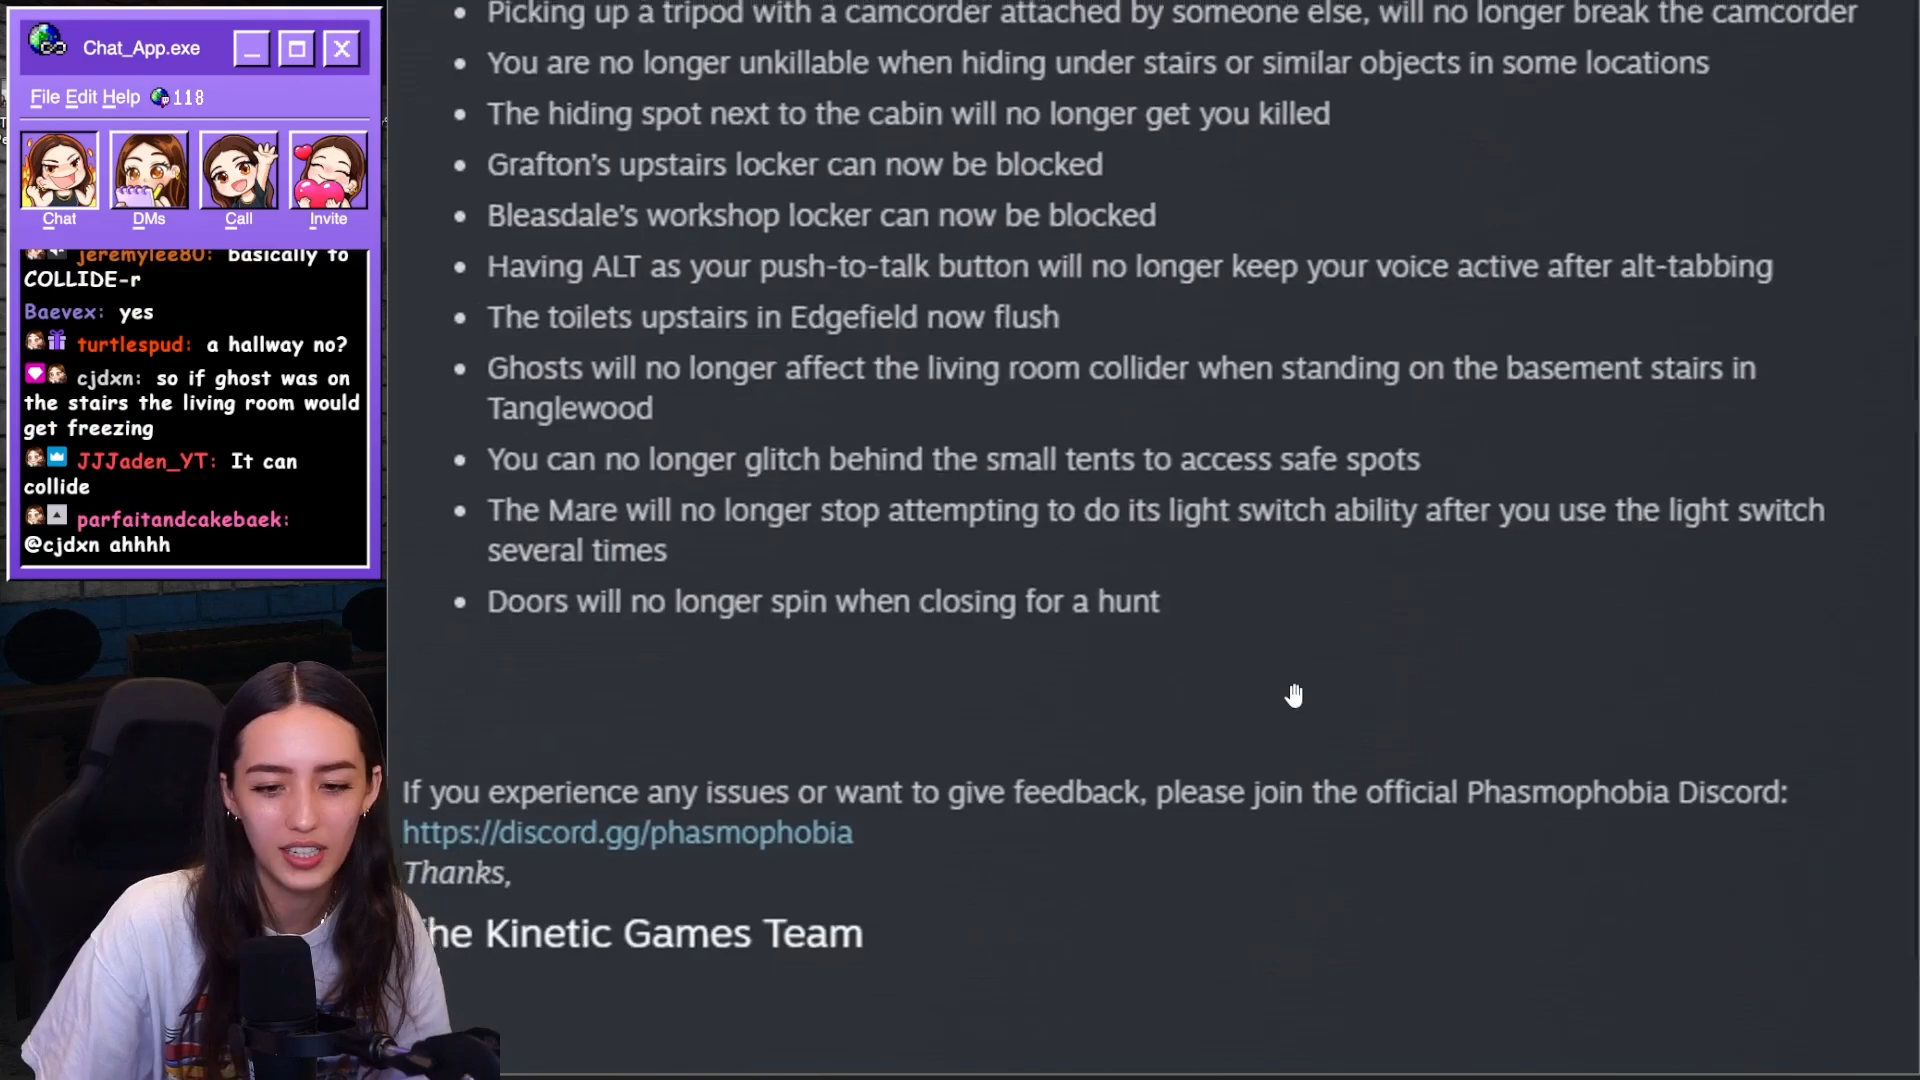 Chat_App.exe
File Edit Help 118
Chat DMs Call Invite
jeremylee80: basically to
COLLIDE-r
Baevex: yes
turtlespud: a hallway no?
cjdxn: so if ghost was on
the stairs the living room would
get freezing
JJJaden_YT: It can
collide
parfaitandcakebaek:
@cjdxn ahhhh
Picking up a tripod with a camcorder attached by someone else, will no longer break the camcorder
You are no longer unkillable when hiding under stairs or similar objects in some locations
The hiding spot next to the cabin will no longer get you killed
Grafton’s upstairs locker can now be blocked
Bleasdale’s workshop locker can now be blocked
Having ALT as your push-to-talk button will no longer keep your voice active after alt-tabbing
The toilets upstairs in Edgefield now flush
Ghosts will no longer affect the living room collider when standing on the basement stairs in
Tanglewood
You can no longer glitch behind the small tents to access safe spots
The Mare will no longer stop attempting to do its light switch ability after you use the light switch
several times
Doors will no longer spin when closing for a hunt
If you experience any issues or want to give feedback, please join the official Phasmophobia Discord:
https://discord.gg/phasmophobia
Thanks,
he Kinetic Games Team